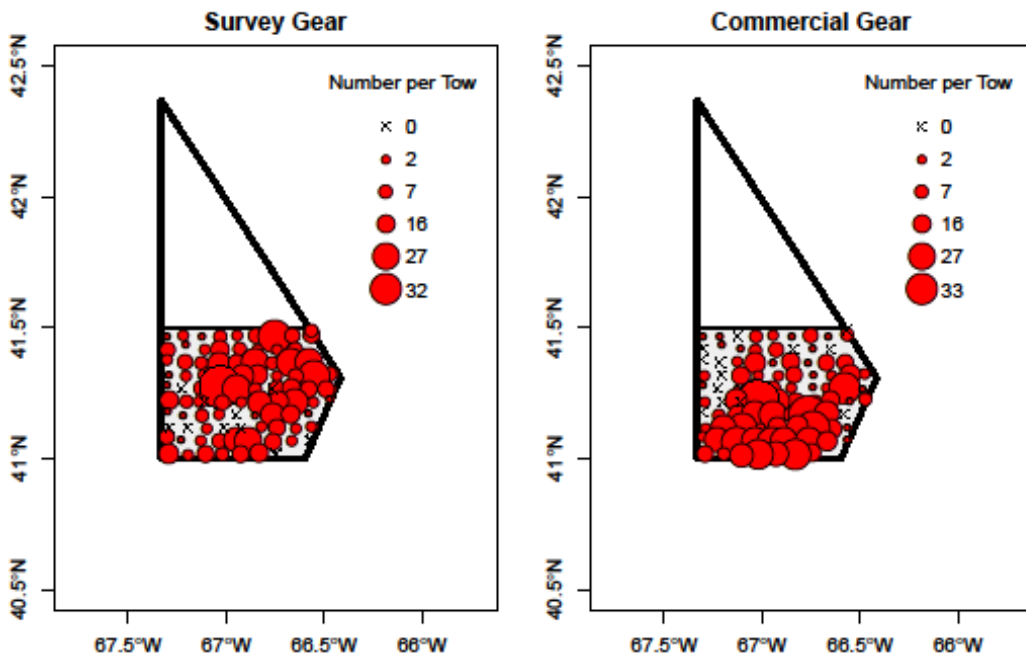 Survey Gear
Number per Tow
0
2
7
16
27
32
42.5°N
42°N
41.5°N
41°N
40.5°N
67.5°W 67°W 66.5°W 66°W
Commercial Gear
Number per Tow
0
2
7
16
27
33
42.5°N
42°N
41.5°N
41°N
40.5°N
67.5°W 67°W 66.5°W 66°W